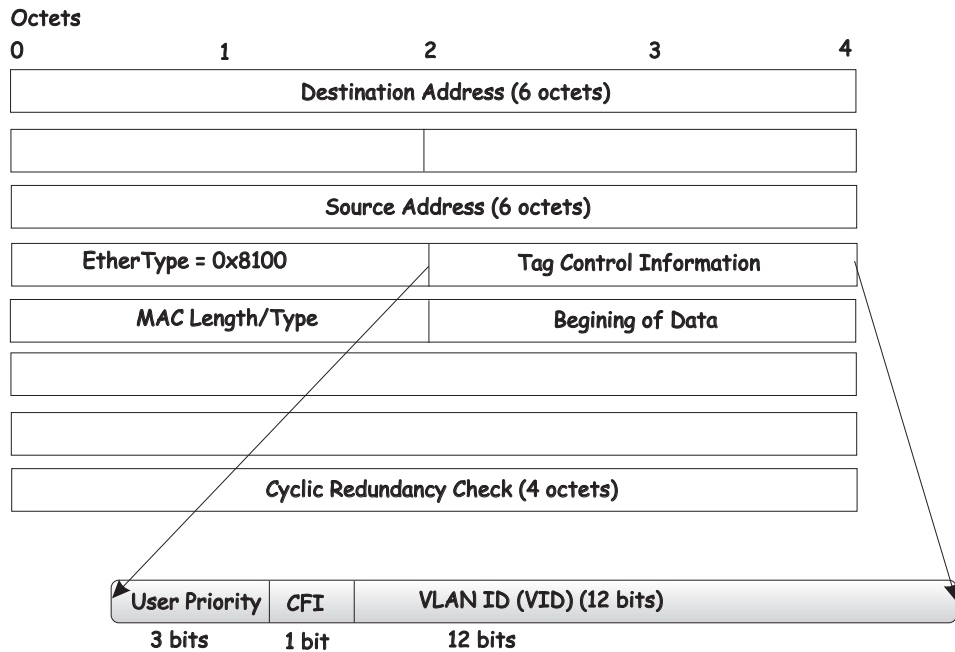 Octets
0 1 2 3 4
Destination Address (6 octets)
Source Address (6 octets)
EtherType = 0x8100 Tag Control Information
MAC Length/Type Begining of Data
Cyclic Redundancy Check (4 octets)
User Priority CFI VLAN ID (VID) (12 bits)
3 bits 1 bit 12 bits